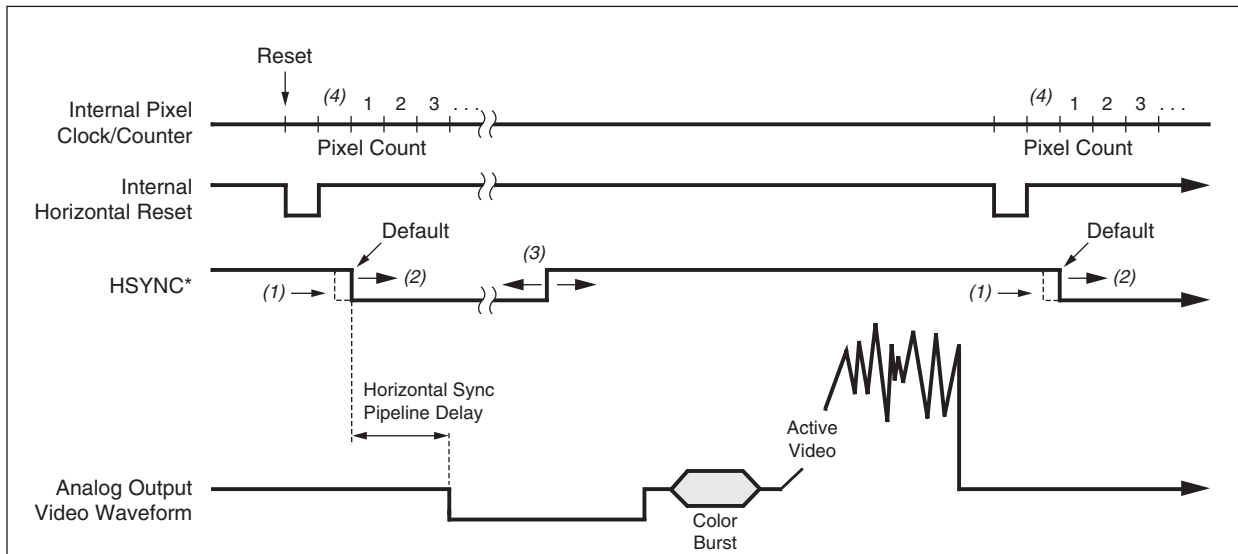 Reset
Internal Pixel
Clock/Counter
(4) 1 2 3 . . .
Pixel Count
(4) 1 2 3 . . .
Pixel Count
Internal
Horizontal Reset
HSYNC*
Default
(1)
(2)
(3)
Default
(1)
(2)
Horizontal Sync
Pipeline Delay
Active
Video
Analog Output
Video Waveform
Color
Burst